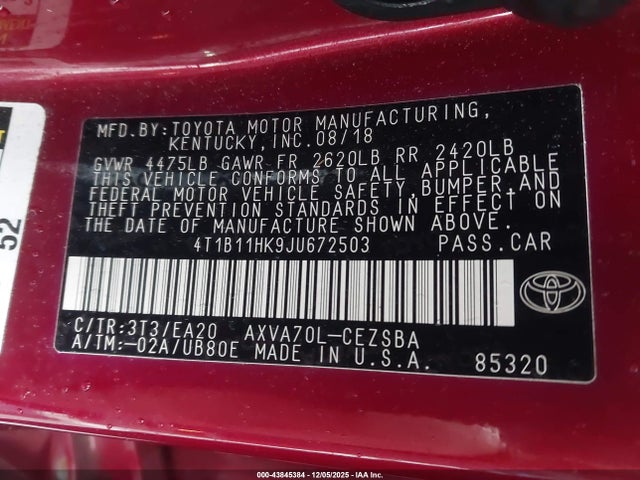 MFD.BY:TOYOTA MOTOR MANUFACTURING,
KENTUCKY, INC.08/18
GVWR 4475LB GAWR FR 2620LB RR 2420LB
THIS VEHICLE CONFORMS TO ALL APPLICABLE
FEDERAL MOTOR VEHICLE SAFETY,BUMPER,AND
THEFT PREVENTION STANDARDS IN EFFECT ON
THE DATE OF MANUFACTURE SHOWN ABOVE.
4T1B11HK9JU672503 PASS.CAR
C/TR:3T3/EA20 AXVA70L-CEZSBA
A/TM:-02A/UB80E MADE IN U.S.A. 85320
52
000-43845384 | 12/05/2025 - IAA Inc.